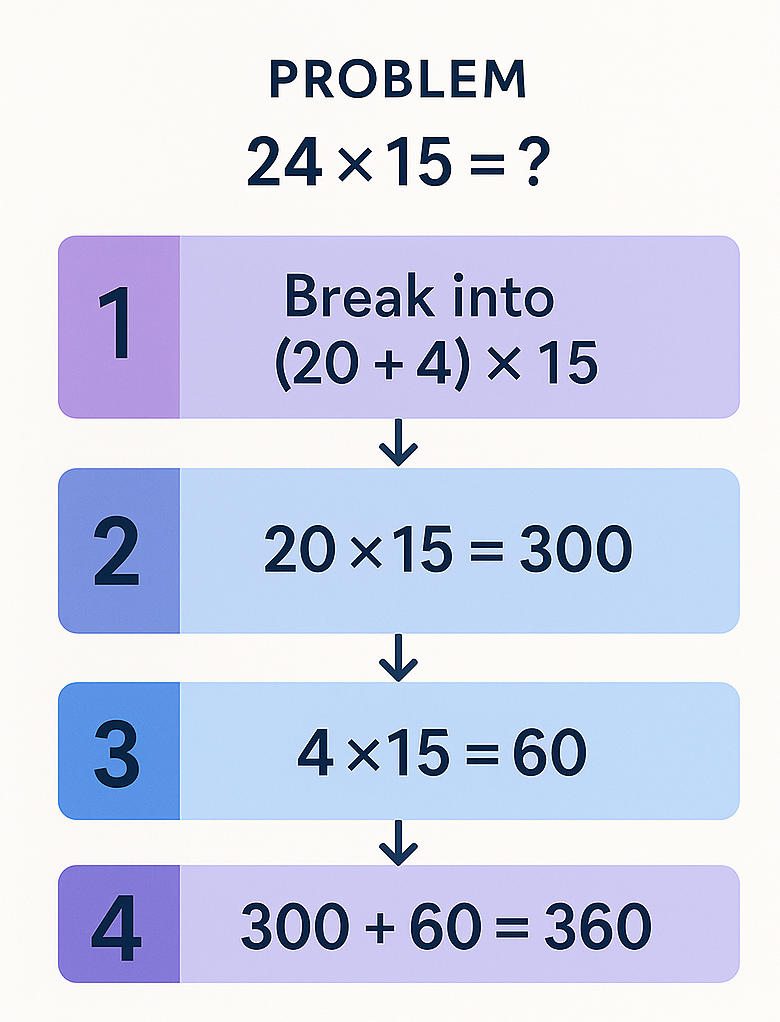 PROBLEM
24 × 15 = ?
1
Break into
(20 + 4) × 15
2
20 × 15 = 300
3
4 × 15 = 60
4
300 + 60 = 360